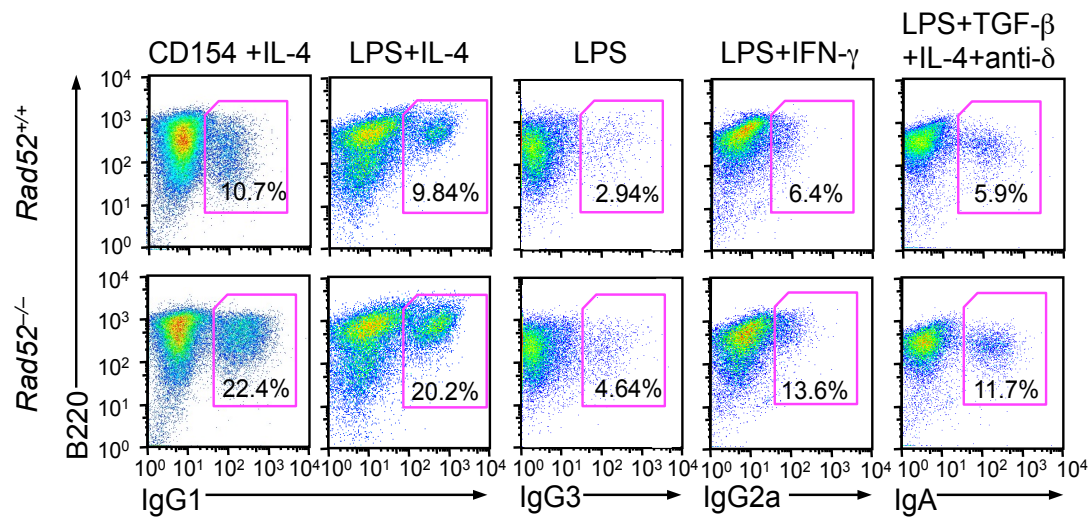 CD154 +IL-4 LPS+IL-4 LPS LPS+IFN-γ LPS+TGF-β
+IL-4+anti-δ
Rad52+/+
10⁴
10³
10²
10¹
10⁰
10.7% 9.84% 2.94% 6.4% 5.9%
Rad52–/–
B220
10⁴
10³
10²
10¹
10⁰
22.4% 20.2% 4.64% 13.6% 11.7%
10⁰ 10¹ 10² 10³ 10⁴ 10⁰ 10¹ 10² 10³ 10⁴ 10⁰ 10¹ 10² 10³ 10⁴ 10⁰ 10¹ 10² 10³ 10⁴ 10⁰ 10¹ 10² 10³ 10⁴
IgG1 IgG3 IgG2a IgA